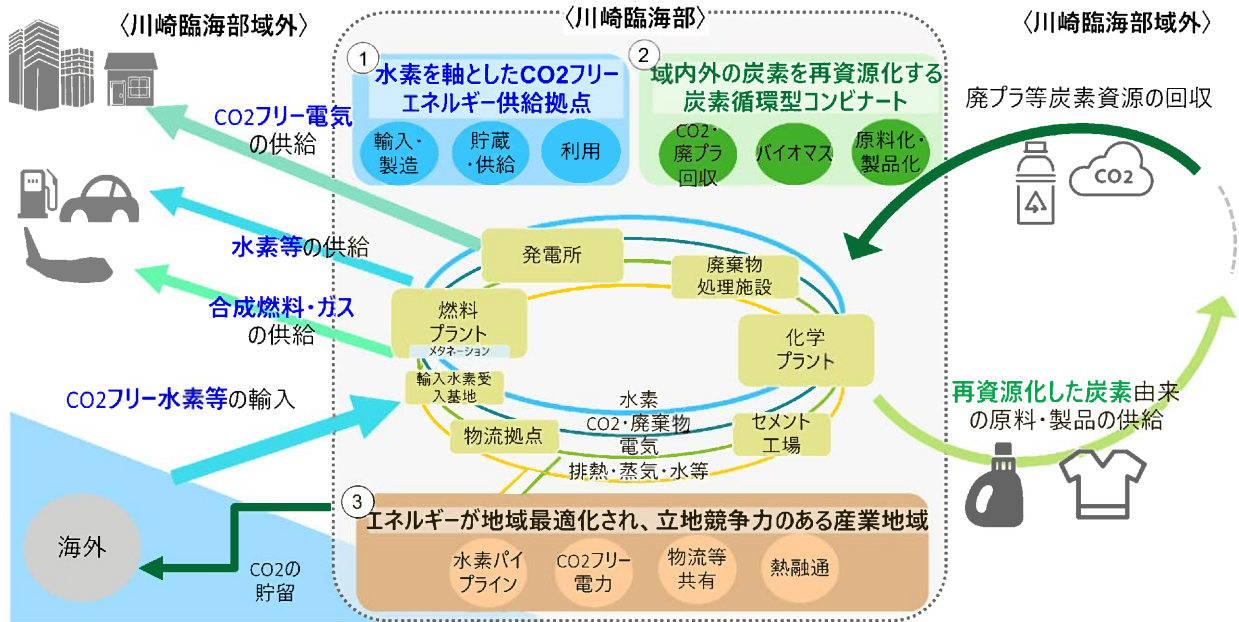 〈川崎臨海部域外〉
〈川崎臨海部〉
〈川崎臨海部域外〉
①
水素を軸としたCO2フリー
エネルギー供給拠点
輸入・
製造
貯蔵
・供給
利用
②
域内外の炭素を再資源化する
炭素循環型コンビナート
CO2・
廃プラ
回収
バイオマス
原料化・
製品化
CO2フリー電気
の供給
水素等の供給
合成燃料・ガス
の供給
CO2フリー水素等の輸入
海外
CO2の
貯留
発電所
廃棄物
処理施設
燃料
プラント
メタネーション
化学
プラント
輸入水素受
入基地
物流拠点
セメント
工場
水素
CO2・廃棄物
電気
排熱・蒸気・水等
③
エネルギーが地域最適化され、立地競争力のある産業地域
水素パイ
プライン
CO2フリー
電力
物流等
共有
熱融通
廃プラ等炭素資源の回収
CO2
再資源化した炭素由来
の原料・製品の供給